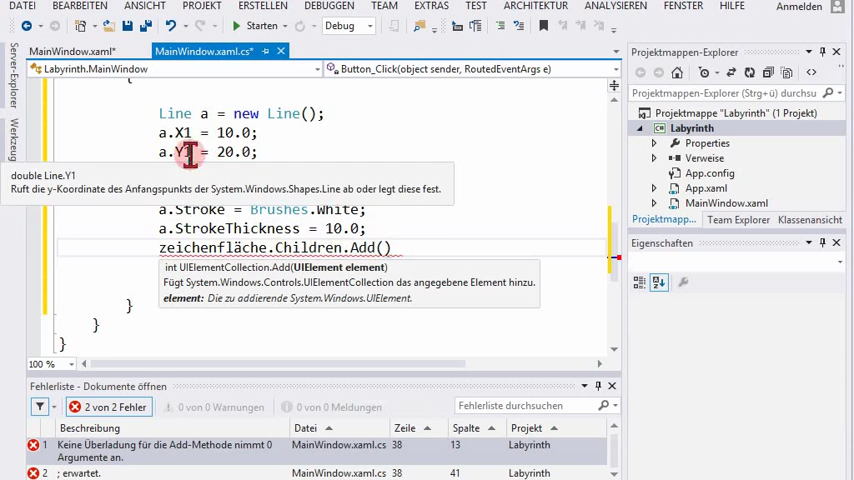 DATEI BEARBEITEN ANSICHT PROJEKT ERSTELLEN DEBUGGEN TEAM EXTRAS TEST ARCHITEKTUR ANALYSIEREN FENSTER HILFE Anmelden
Starten Debug
MainWindow.xaml* MainWindow.xaml.cs*
Labyrinth.MainWindow Button_Click(object sender, RoutedEventArgs e)
Server-Explorer
Werkzeug
{
Line a = new Line();
a.X1 = 10.0;
a.Y1 = 20.0;
double Line.Y1
Ruft die y-Koordinate des Anfangspunkts der System.Windows.Shapes.Line ab oder legt diese fest.
a.Stroke = Brushes.White;
a.StrokeThickness = 10.0;
zeichenfläche.Children.Add()
int UIElementCollection.Add(UIElement element)
Fügt System.Windows.Controls.UIElementCollection das angegebene Element hinzu.
element: Die zu addierende System.Windows.UIElement.
}
}
}
100 %
Projektmappen-Explorer
Projektmappen-Explorer (Strg+ü) durchsu
Projektmappe "Labyrinth" (1 Projekt)
Labyrinth
Properties
Verweise
App.config
App.xaml
MainWindow.xaml
Projektmapp... Team Explorer Klassenansicht
Eigenschaften
Fehlerliste - Dokumente öffnen
2 von 2 Fehler 0 von 0 Warnungen 0 von 0 Meldungen Fehlerliste durchsuchen
Beschreibung Datei Zeile Spalte Projekt
1 Keine Überladung für die Add-Methode nimmt 0 MainWindow.xaml.cs 38 13 Labyrinth
Argumente an.
2 ; erwartet. MainWindow.xaml.cs 38 41 Labyrinth